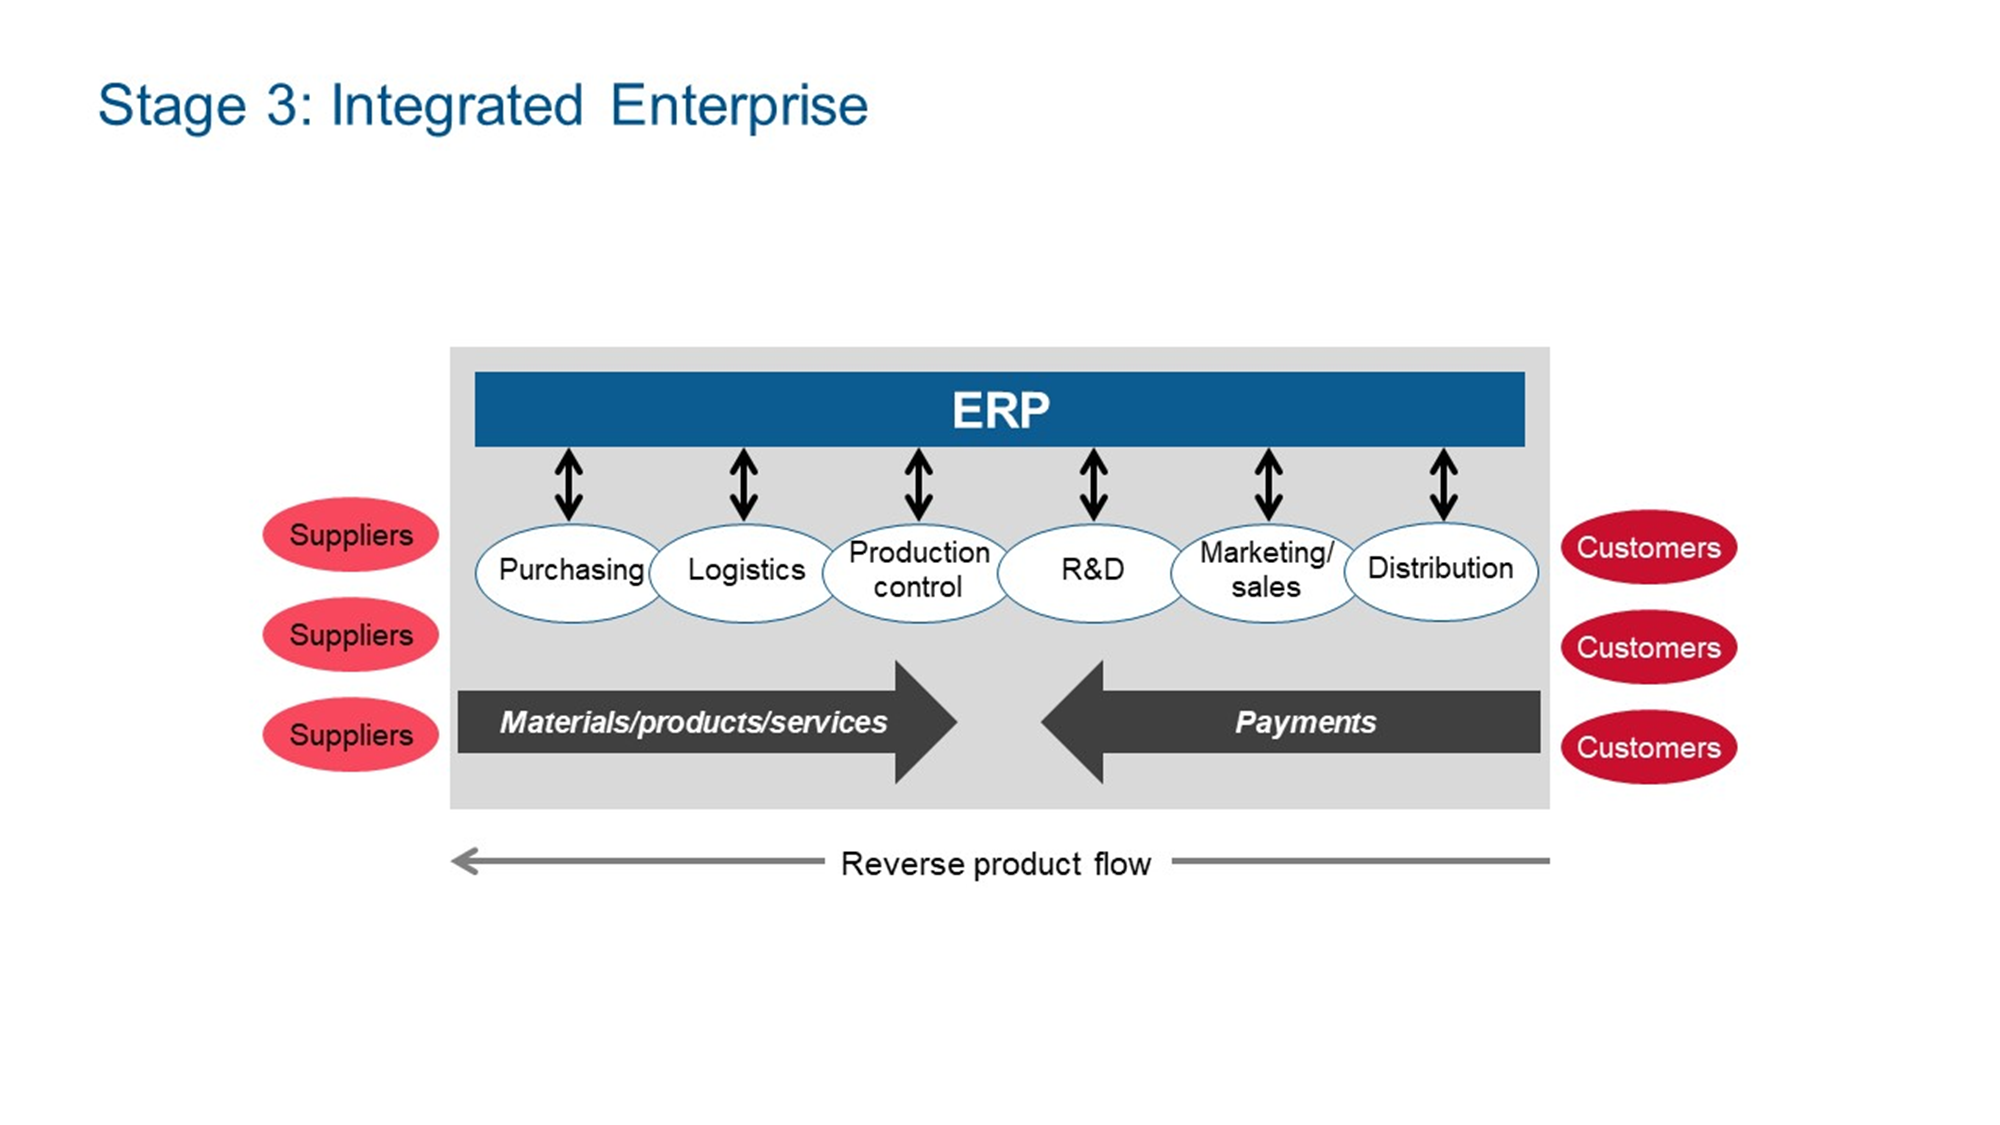 Stage 3: Integrated Enterprise
ERP
Suppliers
Suppliers
Suppliers
Purchasing
Logistics
Production
control
R&D
Marketing/
sales
Distribution
Customers
Customers
Customers
Materials/products/services
Payments
Reverse product flow